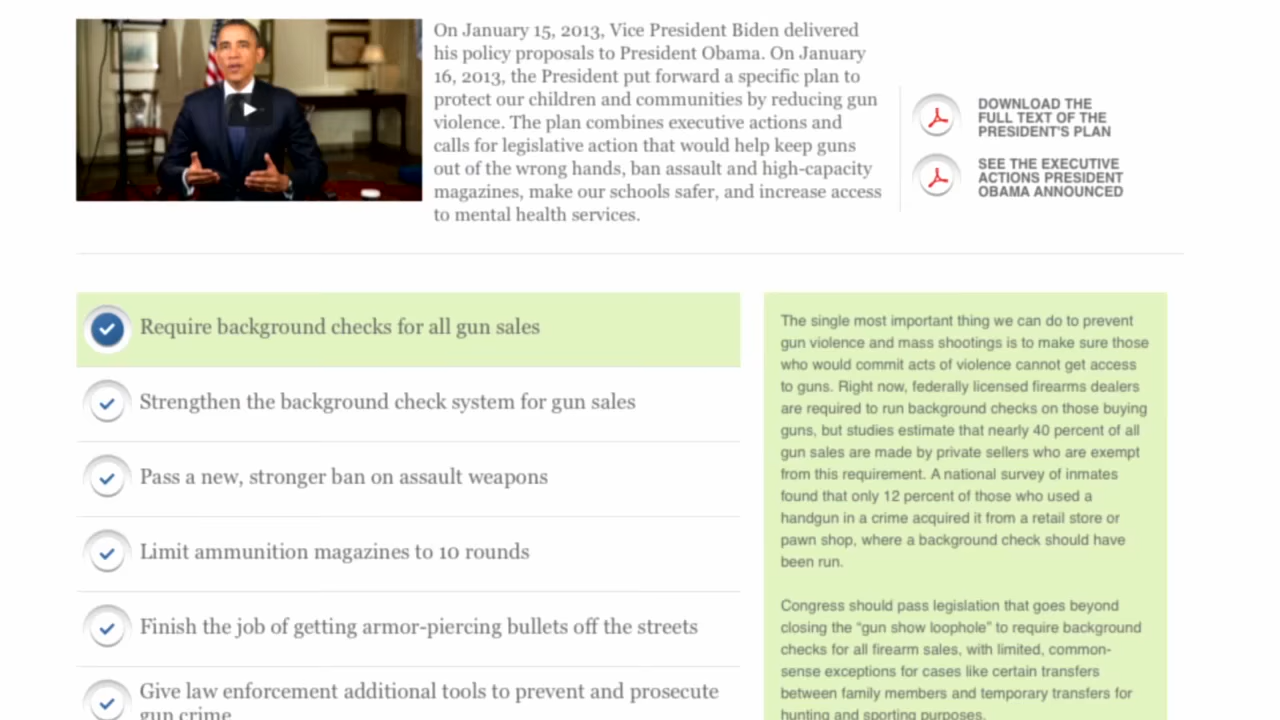 On January 15, 2013, Vice President Biden delivered
his policy proposals to President Obama. On January
16, 2013, the President put forward a specific plan to
protect our children and communities by reducing gun
violence. The plan combines executive actions and
calls for legislative action that would help keep guns
out of the wrong hands, ban assault and high-capacity
magazines, make our schools safer, and increase access
to mental health services.
DOWNLOAD THE
FULL TEXT OF THE
PRESIDENT'S PLAN
SEE THE EXECUTIVE
ACTIONS PRESIDENT
OBAMA ANNOUNCED
Require background checks for all gun sales
Strengthen the background check system for gun sales
Pass a new, stronger ban on assault weapons
Limit ammunition magazines to 10 rounds
Finish the job of getting armor-piercing bullets off the streets
Give law enforcement additional tools to prevent and prosecute
gun crime
The single most important thing we can do to prevent
gun violence and mass shootings is to make sure those
who would commit acts of violence cannot get access
to guns. Right now, federally licensed firearms dealers
are required to run background checks on those buying
guns, but studies estimate that nearly 40 percent of all
gun sales are made by private sellers who are exempt
from this requirement. A national survey of inmates
found that only 12 percent of those who used a
handgun in a crime acquired it from a retail store or
pawn shop, where a background check should have
been run.
Congress should pass legislation that goes beyond
closing the “gun show loophole” to require background
checks for all firearm sales, with limited, common-
sense exceptions for cases like certain transfers
between family members and temporary transfers for
hunting and sporting purposes.